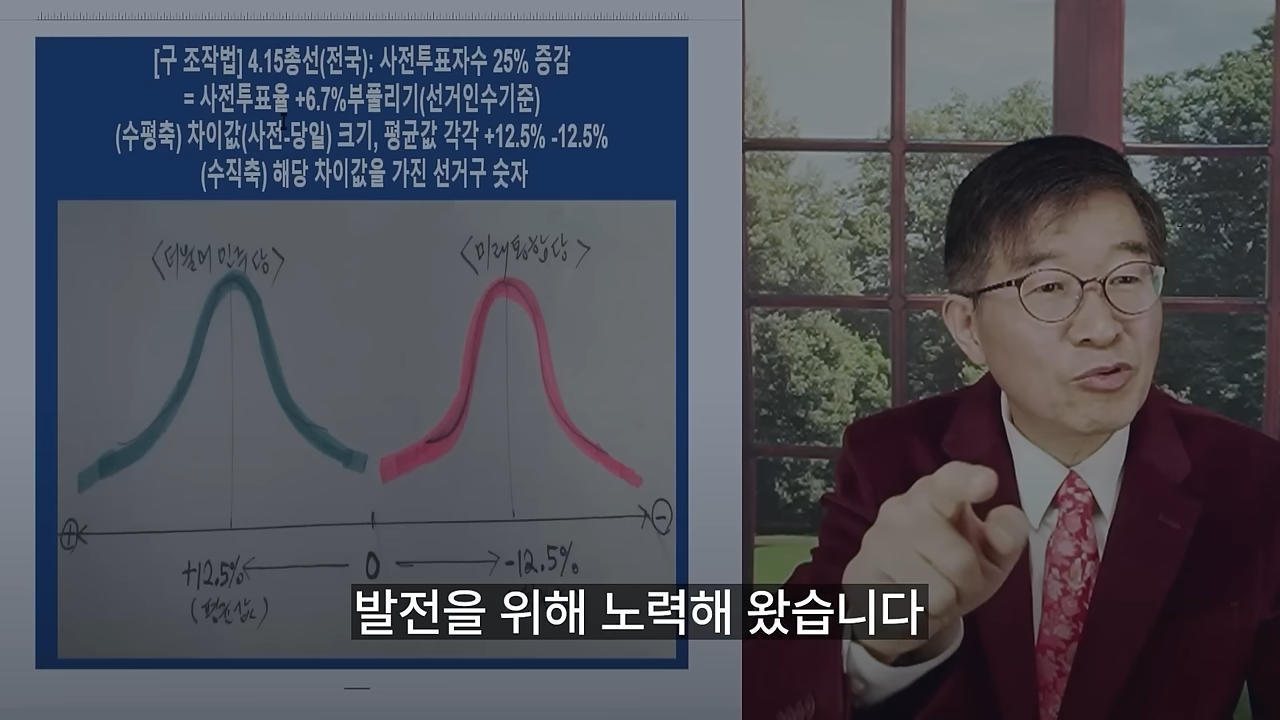 [구 조작법] 4.15총선(전국): 사전투표자수 25% 증감
= 사전투표율 +6.7%부풀리기(선거인수기준)
(수평축) 차이값(사전-당일) 크기, 평균값 각각 +12.5% -12.5%
(수직축) 해당 차이값을 가진 선거구 숫자
<더불어민주당> <미래통합당>
⊕ ⊖
+12.5% 0 -12.5%
(평균값)
발전을 위해 노력해 왔습니다